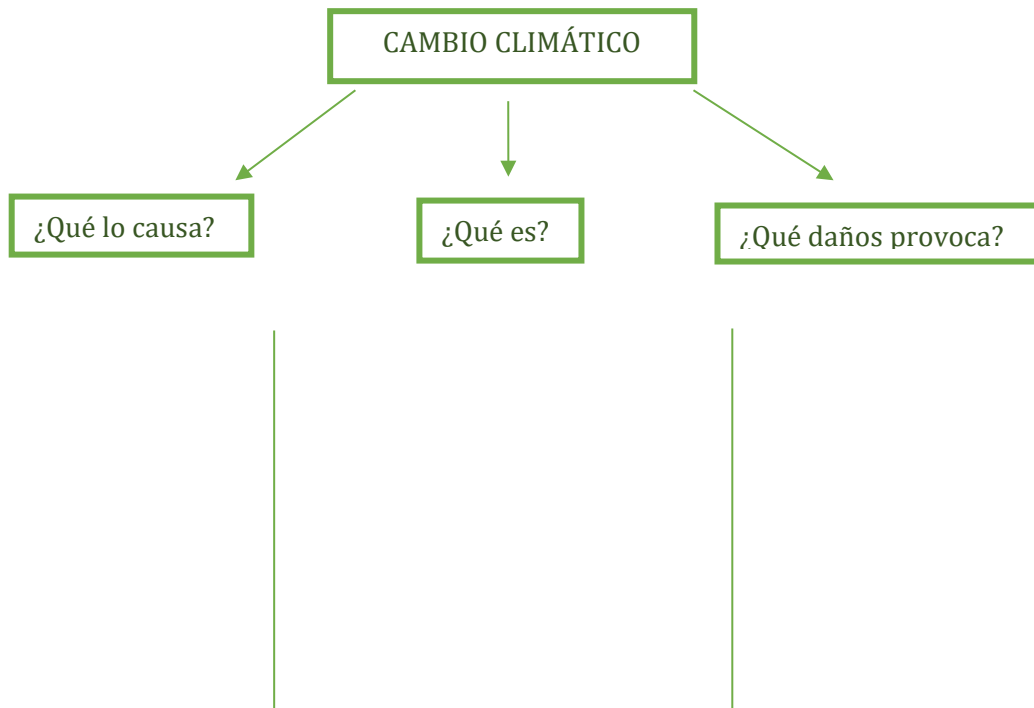 CAMBIO CLIMÁTICO
¿Qué lo causa?
¿Qué es?
¿Qué daños provoca?